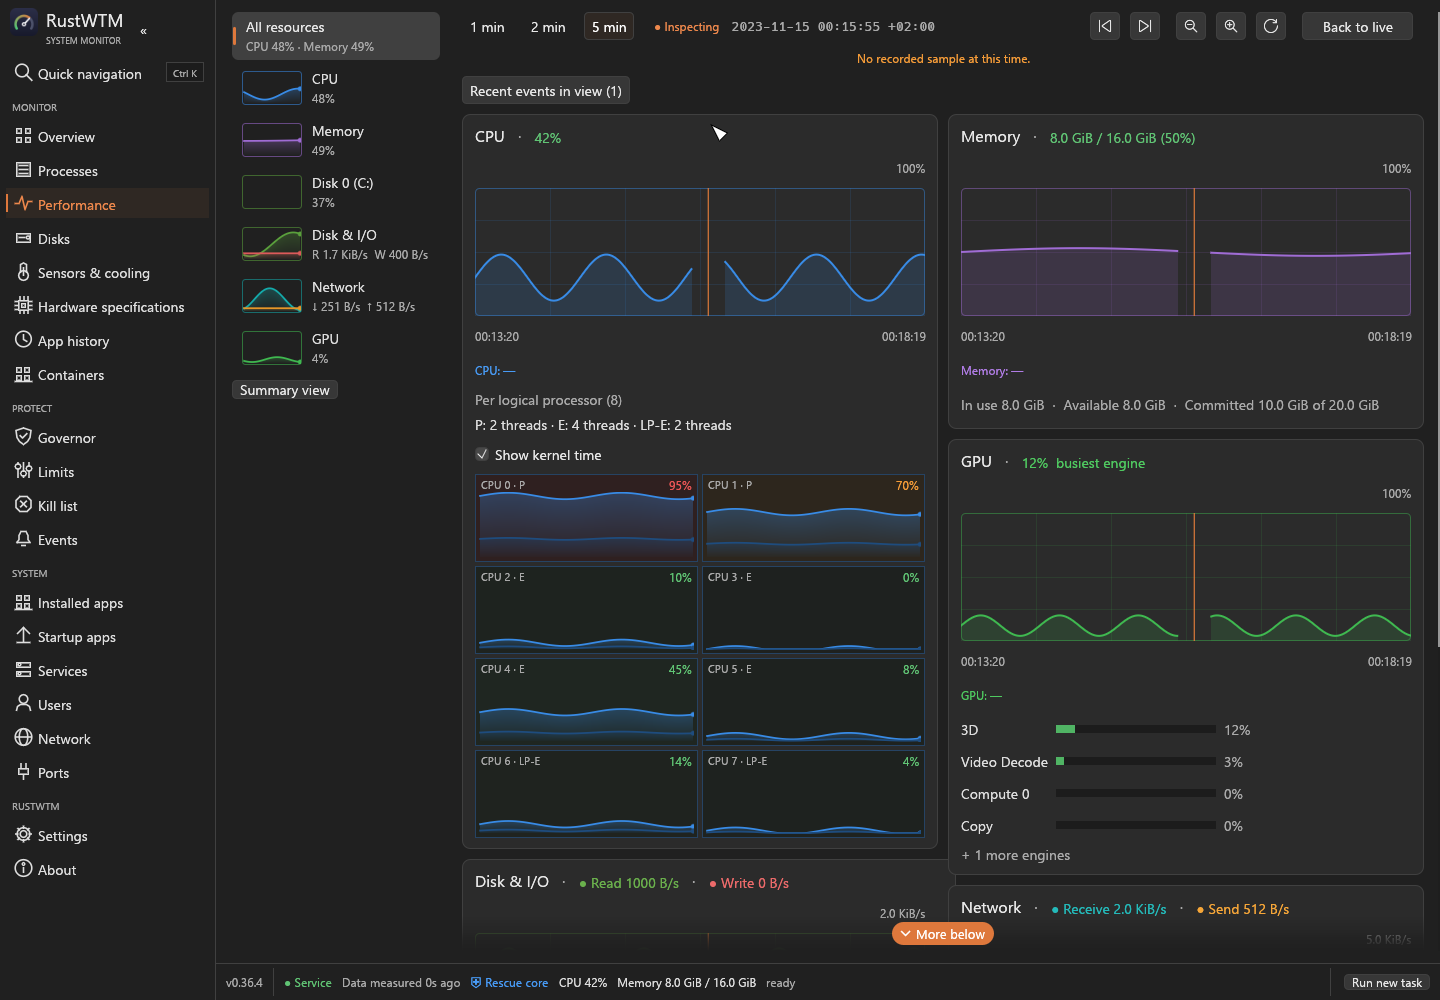 RustWTM
SYSTEM MONITOR
«
Quick navigation
Ctrl K
MONITOR
Overview
Processes
Performance
Disks
Sensors & cooling
Hardware specifications
App history
Containers
PROTECT
Governor
Limits
Kill list
Events
SYSTEM
Installed apps
Startup apps
Services
Users
Network
Ports
RUSTWTM
Settings
About
All resources
CPU 48% · Memory 49%
CPU
48%
Memory
49%
Disk 0 (C:)
37%
Disk & I/O
R 1.7 KiB/s W 400 B/s
Network
↓ 251 B/s ↑ 512 B/s
GPU
4%
Summary view
1 min 2 min 5 min ● Inspecting 2023-11-15 00:15:55 +02:00
Back to live
No recorded sample at this time.
Recent events in view (1)
CPU · 42%
100%
00:13:20 00:18:19
CPU: —
Per logical processor (8)
P: 2 threads · E: 4 threads · LP-E: 2 threads
Show kernel time
CPU 0 · P 95%
CPU 1 · P 70%
CPU 2 · E 10%
CPU 3 · E 0%
CPU 4 · E 45%
CPU 5 · E 8%
CPU 6 · LP-E 14%
CPU 7 · LP-E 4%
Disk & I/O · ● Read 1000 B/s · ● Write 0 B/s
2.0 KiB/s
Memory · 8.0 GiB / 16.0 GiB (50%)
100%
00:13:20 00:18:19
Memory: —
In use 8.0 GiB · Available 8.0 GiB · Committed 10.0 GiB of 20.0 GiB
GPU · 12% busiest engine
100%
00:13:20 00:18:19
GPU: —
3D 12%
Video Decode 3%
Compute 0 0%
Copy 0%
+ 1 more engines
Network · ● Receive 2.0 KiB/s · ● Send 512 B/s
5.0 KiB/s
More below
v0.36.4 ● Service Data measured 0s ago Rescue core CPU 42% Memory 8.0 GiB / 16.0 GiB ready
Run new task